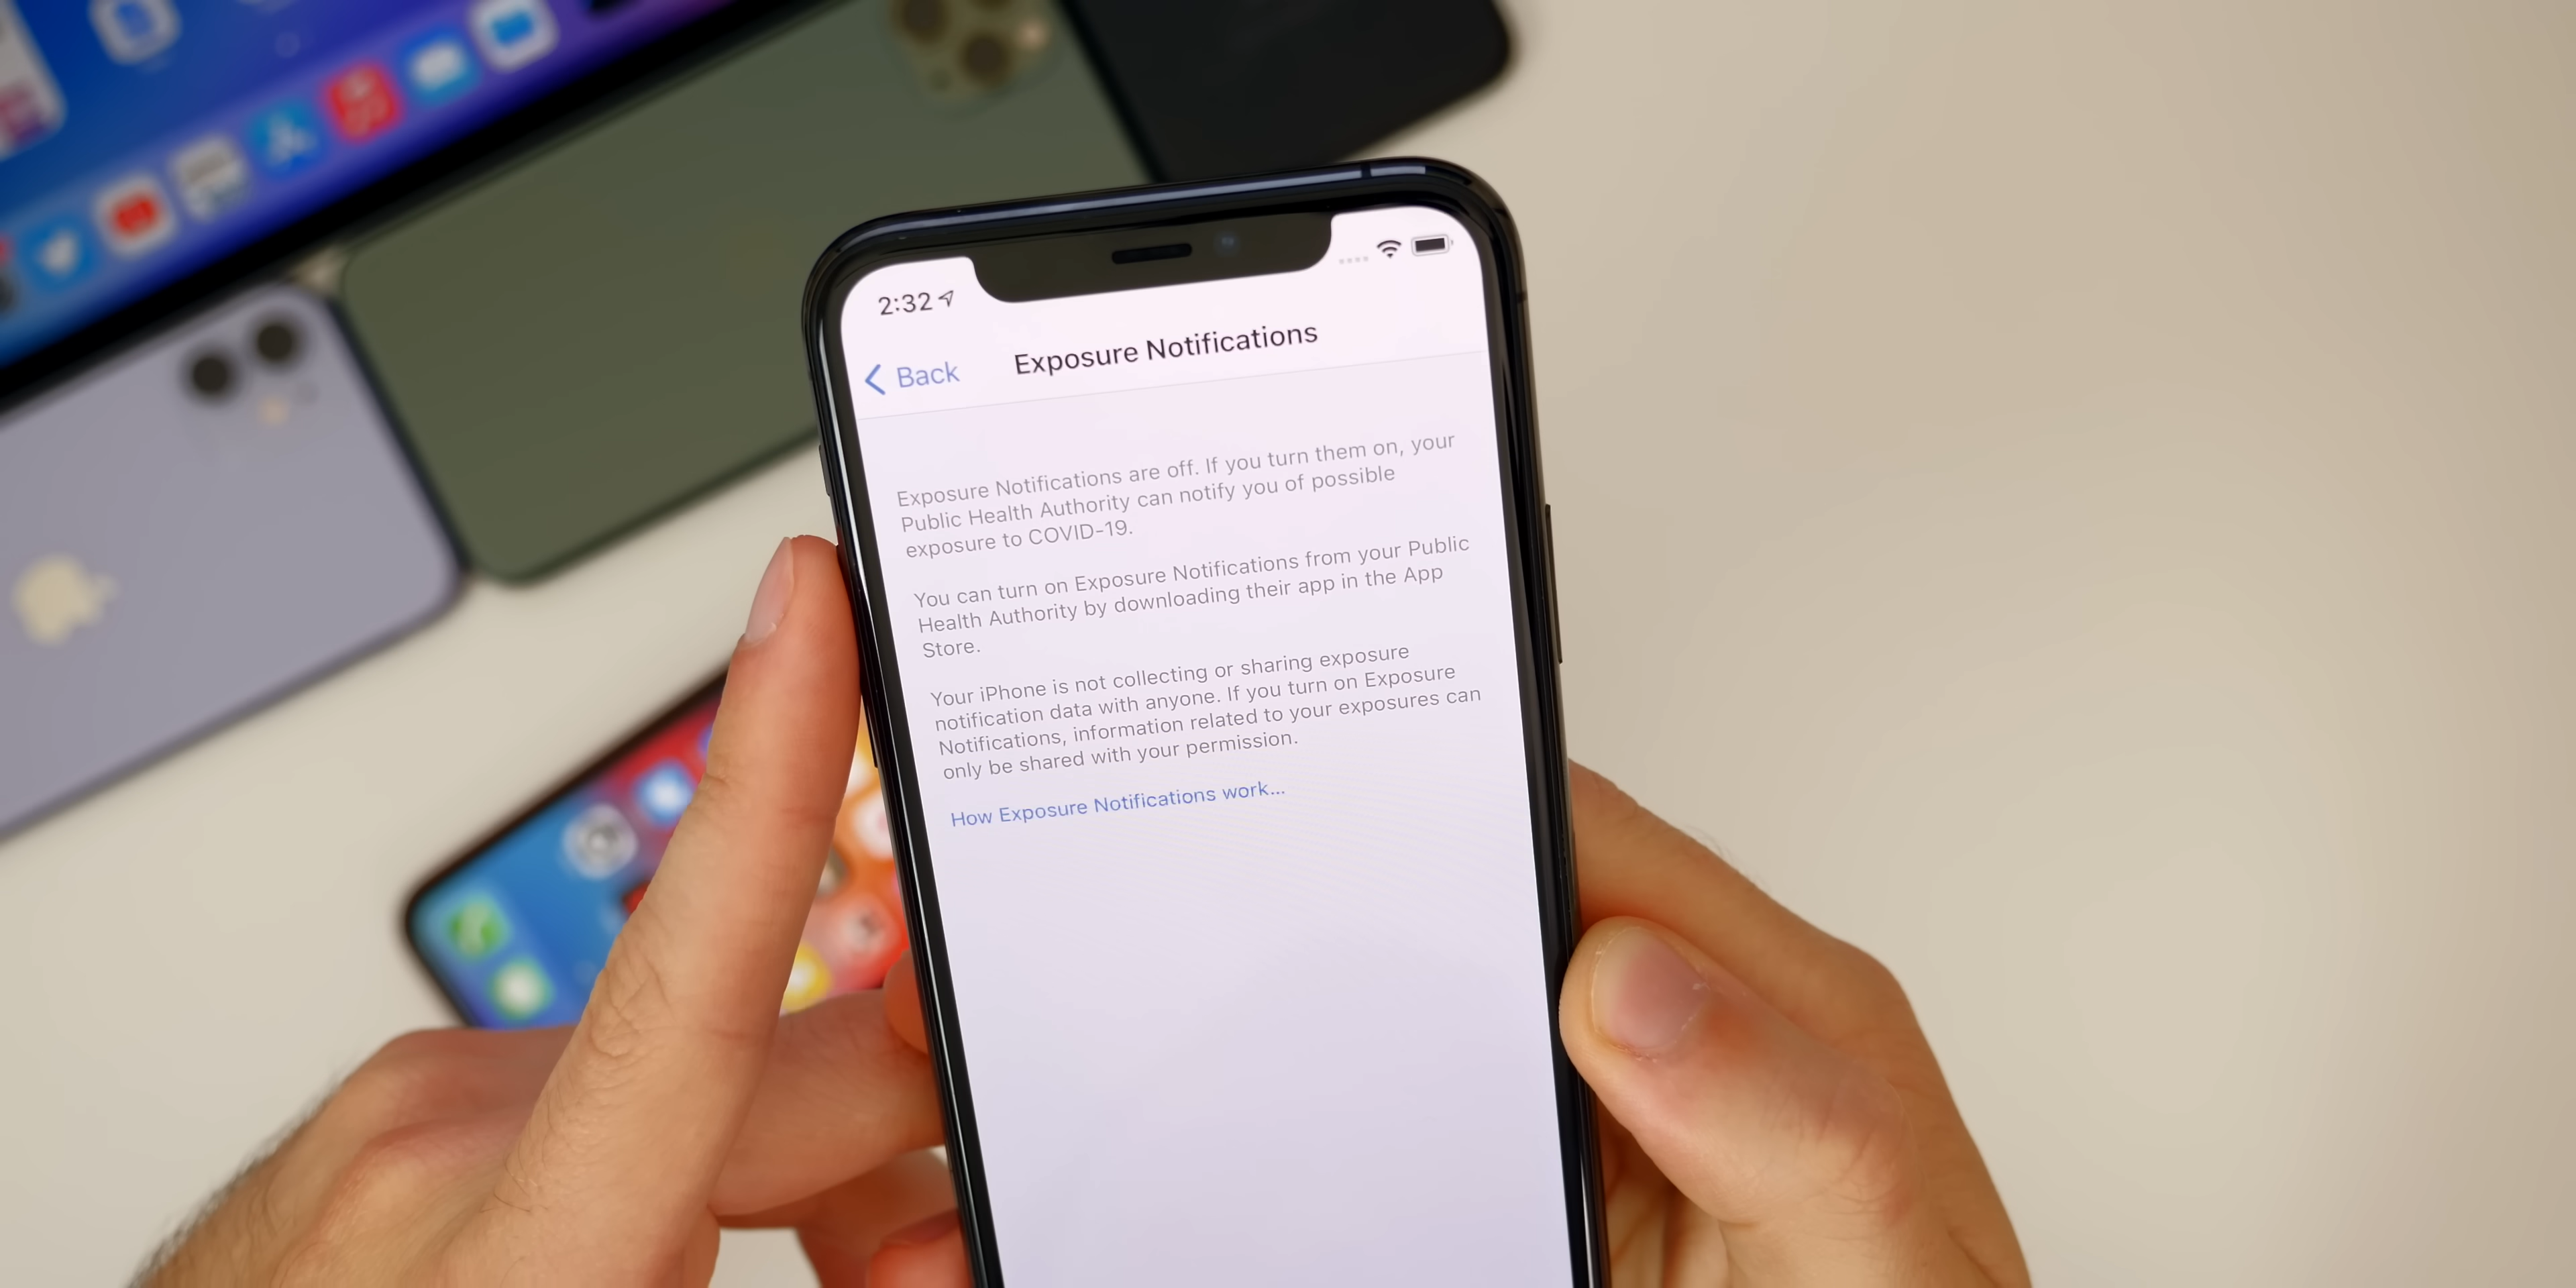 2:32
Back
Exposure Notifications
Exposure Notifications are off. If you turn them on, your
Public Health Authority can notify you of possible
exposure to COVID-19.
You can turn on Exposure Notifications from your Public
Health Authority by downloading their app in the App
Store.
Your iPhone is not collecting or sharing exposure
notification data with anyone. If you turn on Exposure
Notifications, information related to your exposures can
only be shared with your permission.
How Exposure Notifications work...